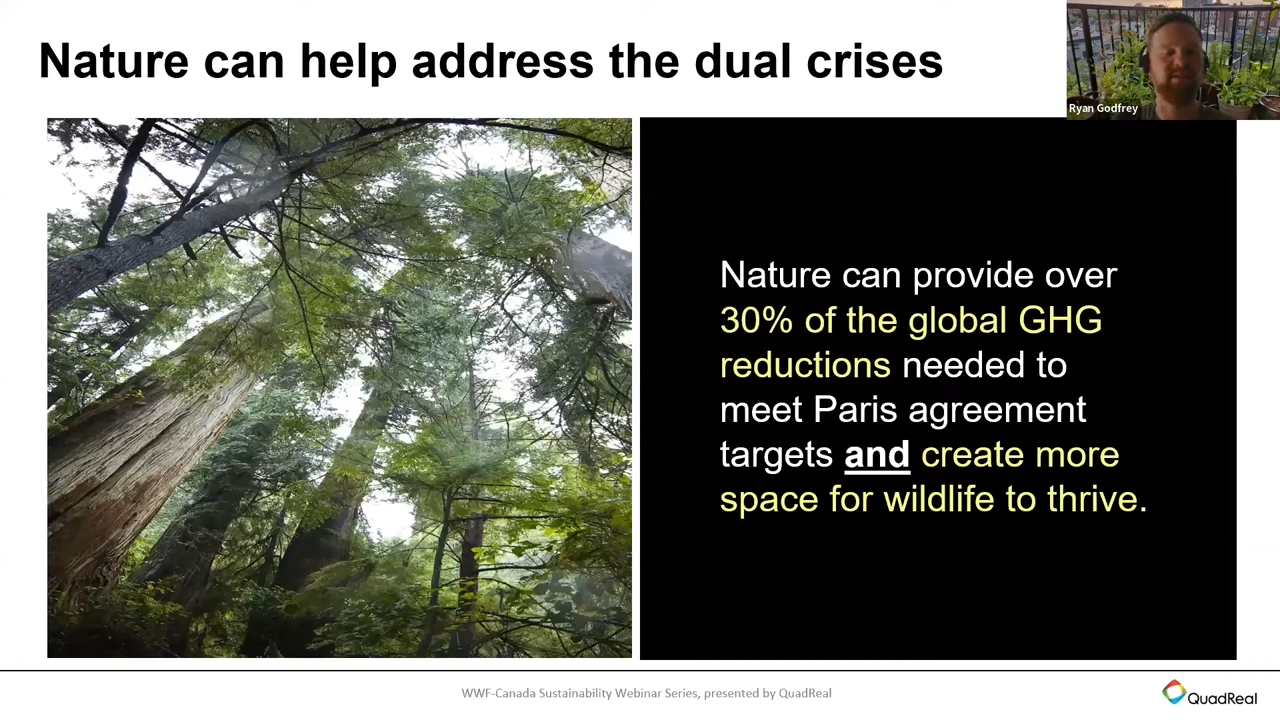 Nature can help address the dual crises
Ryan Godfrey
Nature can provide over
30% of the global GHG
reductions needed to
meet Paris agreement
targets and create more
space for wildlife to thrive.
WWF-Canada Sustainability Webinar Series, presented by QuadReal
QuadReal